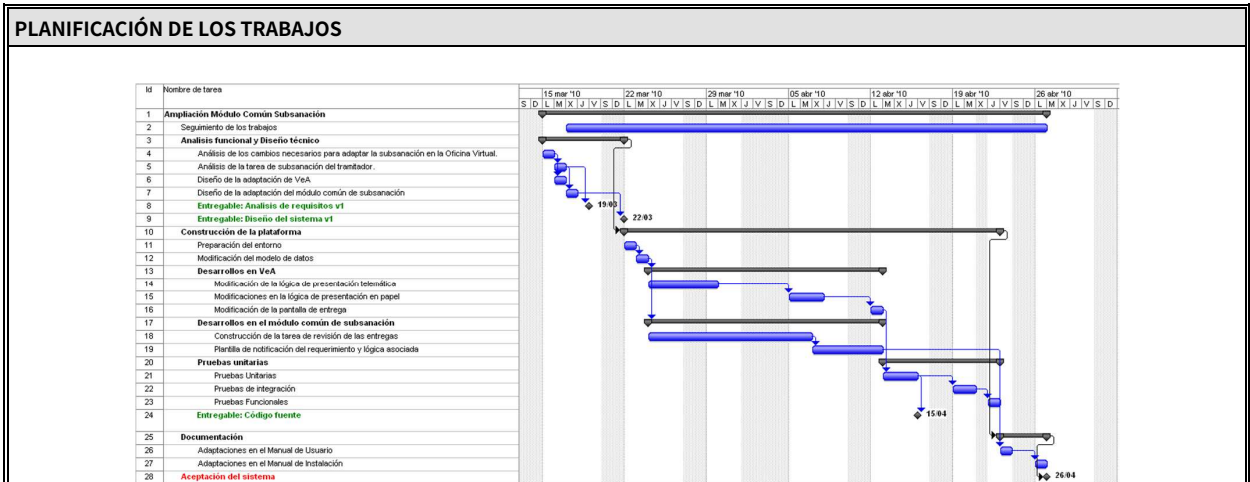 PLANIFICACIÓN DE LOS TRABAJOS
Id Nombre de tarea 15 mar '10 22 mar '10 29 mar '10 05 abr '10 12 abr '10 19 abr '10 26 abr '10
S D L M X J V S D L M X J V S D L M X J V S D L M X J V S D L M X J V S D L M X J V S D L M X J V S D
1 Ampliación Módulo Común Subsanación
2 Seguimiento de los trabajos
3 Analisis funcional y Diseño técnico
4 Análisis de los cambios necesarios para adaptar la subsanación en la Oficina Virtual.
5 Análisis de la tarea de subsanación del tramitador.
6 Diseño de la adaptación de VeA
7 Diseño de la adaptación del módulo común de subsanación
8 Entregable: Analisis de requisitos v1 19/03
9 Entregable: Diseño del sistema v1 22/03
10 Construcción de la plataforma
11 Preparación del entorno
12 Modificación del modelo de datos
13 Desarrollos en VeA
14 Modificación de la lógica de presentación telemática
15 Modificaciones en la lógica de presentación en papel
16 Modificación de la pantalla de entrega
17 Desarrollos en el módulo común de subsanación
18 Construcción de la tarea de revisión de las entregas
19 Plantilla de notificación del requerimiento y lógica asociada
20 Pruebas unitarias
21 Pruebas Unitarias
22 Pruebas de integración
23 Pruebas Funcionales
24 Entregable: Código fuente 15/04
25 Documentación
26 Adaptaciones en el Manual de Usuario
27 Adaptaciones en el Manual de Instalación
28 Aceptación del sistema 26/04